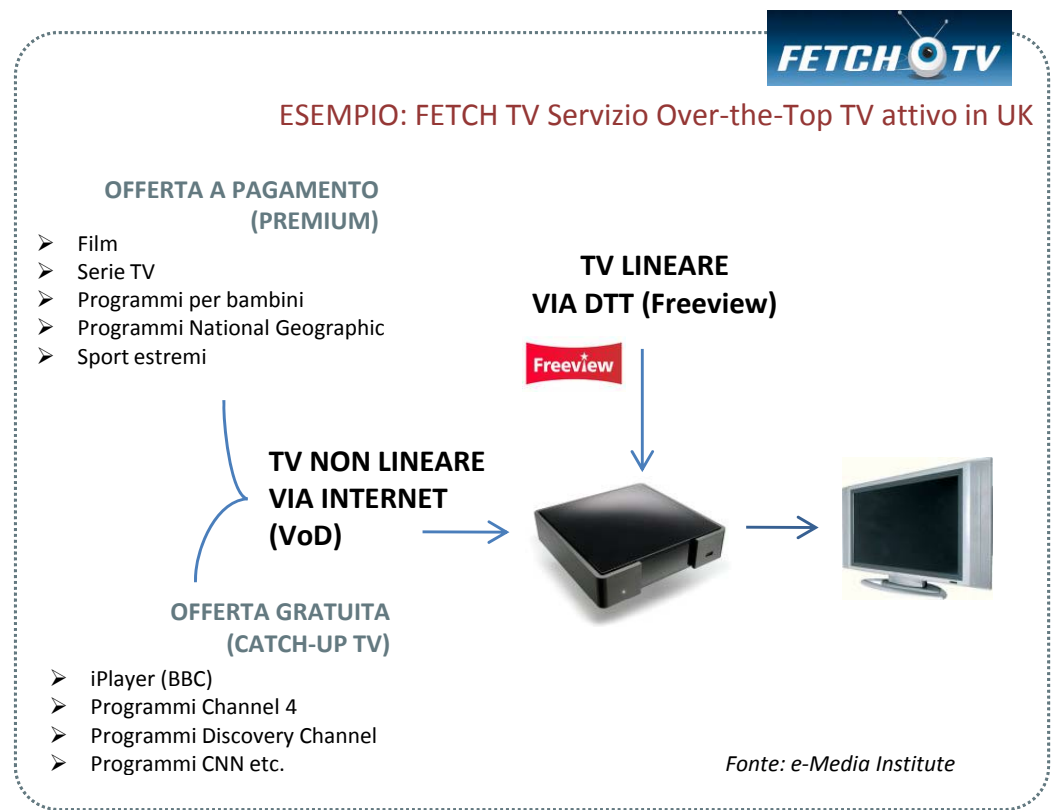 FETCH TV
ESEMPIO: FETCH TV Servizio Over-the-Top TV attivo in UK
OFFERTA A PAGAMENTO
(PREMIUM)
➢ Film
➢ Serie TV
➢ Programmi per bambini
➢ Programmi National Geographic
➢ Sport estremi
TV LINEARE
VIA DTT (Freeview)
Freeview
TV NON LINEARE
VIA INTERNET
(VoD)
OFFERTA GRATUITA
(CATCH-UP TV)
➢ iPlayer (BBC)
➢ Programmi Channel 4
➢ Programmi Discovery Channel
➢ Programmi CNN etc.
Fonte: e-Media Institute